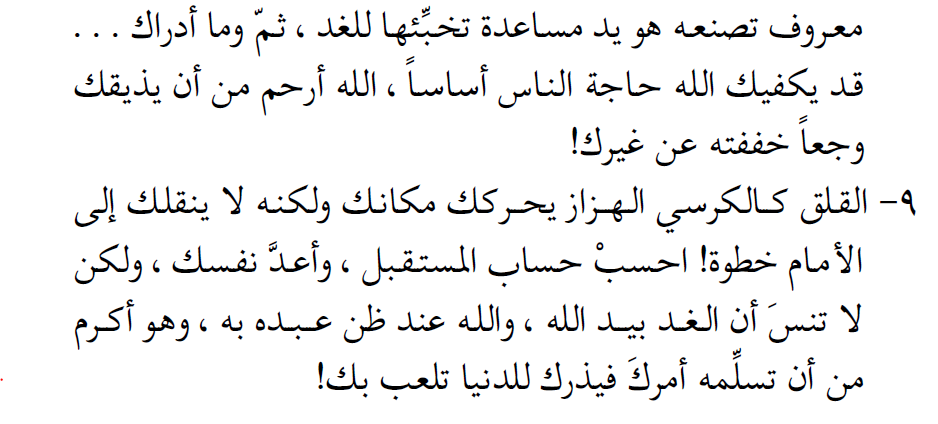 معروف تصنعه هو يد مساعدة تخبِّئها للغد ، ثمّ وما أدراك ...
قد يكفيك الله حاجة الناس أساساً ، الله أرحم من أن يذيقك
وجعاً خففته عن غيرك!
٩- القلق كالكرسي الهزاز يحركك مكانك ولكنه لا ينقلك إلى
الأمام خطوة! احسبْ حساب المستقبل ، وأعدَّ نفسك ، ولكن
لا تنسَ أن الغد بيد الله ، والله عند ظن عبده به ، وهو أكرم
من أن تسلِّمه أمركَ فيذرك للدنيا تلعب بك!